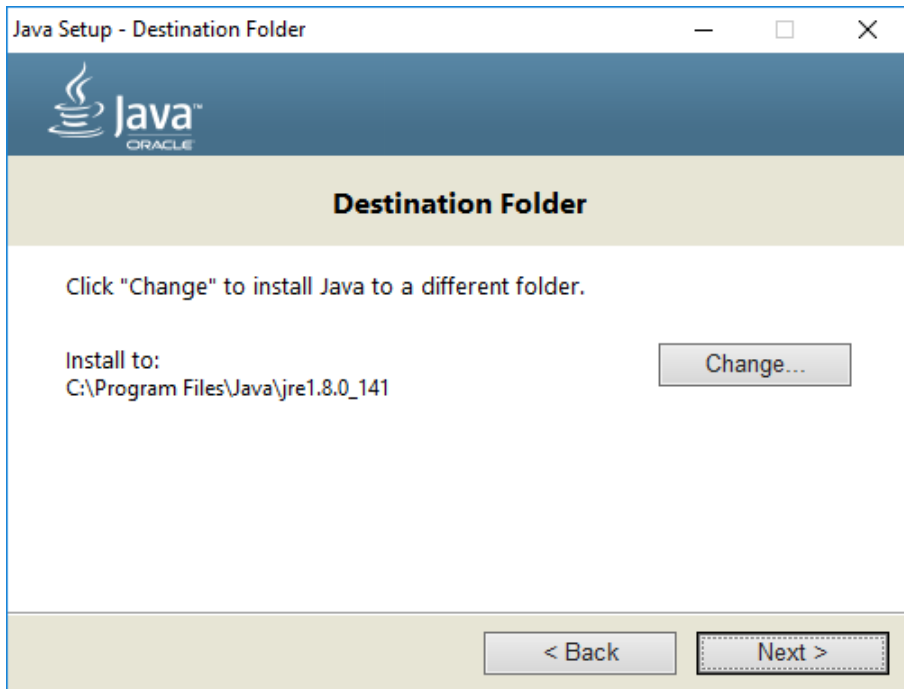 Java Setup - Destination Folder
Java™
ORACLE
Destination Folder
Click "Change" to install Java to a different folder.
Install to:
Change...
C:\Program Files\Java\jre1.8.0_141
< Back
Next >